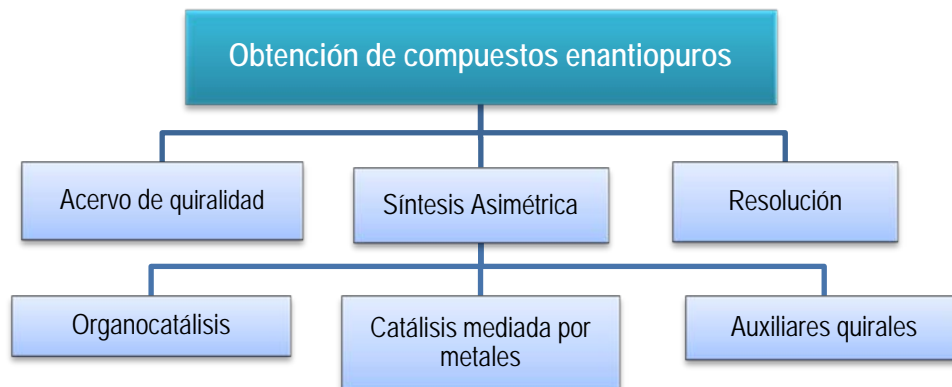 Obtención de compuestos enantiopuros
Acervo de quiralidad
Síntesis Asimétrica
Resolución
Organocatálisis
Catálisis mediada por
metales
Auxiliares quirales